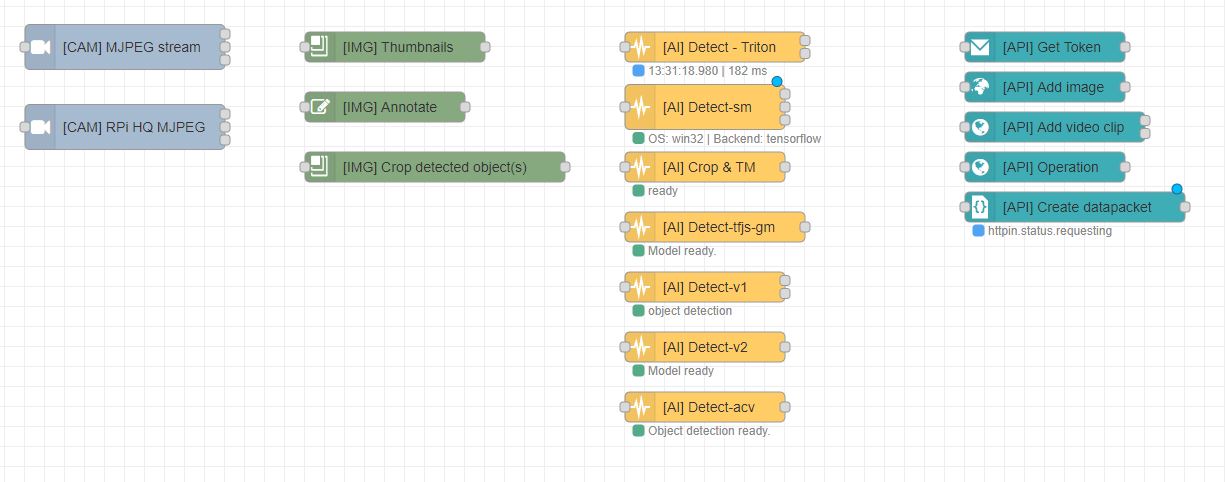 [CAM] MJPEG stream
[CAM] RPi HQ MJPEG
[IMG] Thumbnails
[IMG] Annotate
[IMG] Crop detected object(s)
[AI] Detect - Triton
13:31:18.980 | 182 ms
[AI] Detect-sm
OS: win32 | Backend: tensorflow
[AI] Crop & TM
ready
[AI] Detect-tfjs-gm
Model ready.
[AI] Detect-v1
object detection
[AI] Detect-v2
Model ready
[AI] Detect-acv
Object detection ready.
[API] Get Token
[API] Add image
[API] Add video clip
[API] Operation
[API] Create datapacket
httpin.status.requesting